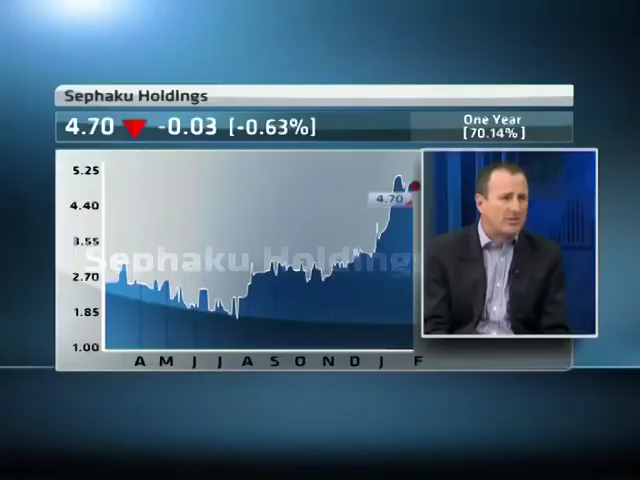 Sephaku Holdings
4.70 -0.03 [-0.63%]
One Year
[70.14%]
5.25
4.40
3.55
2.70
1.85
1.00
4.70
Sephaku Holdings
A M J J A S O N D J F